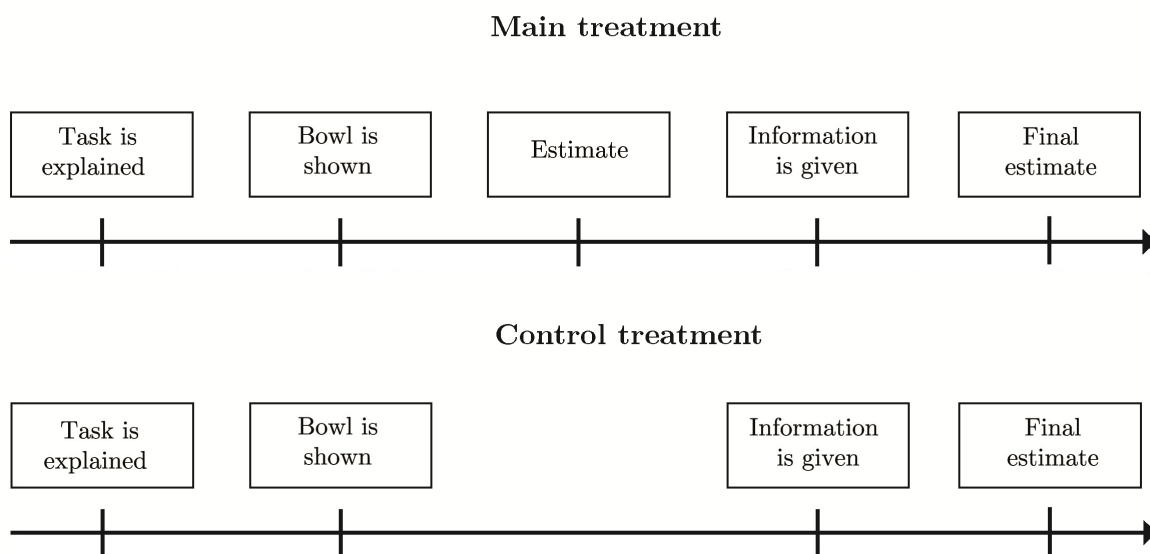 Main treatment
Task is
explained
Bowl is
shown
Estimate
Information
is given
Final
estimate
Control treatment
Task is
explained
Bowl is
shown
Information
is given
Final
estimate